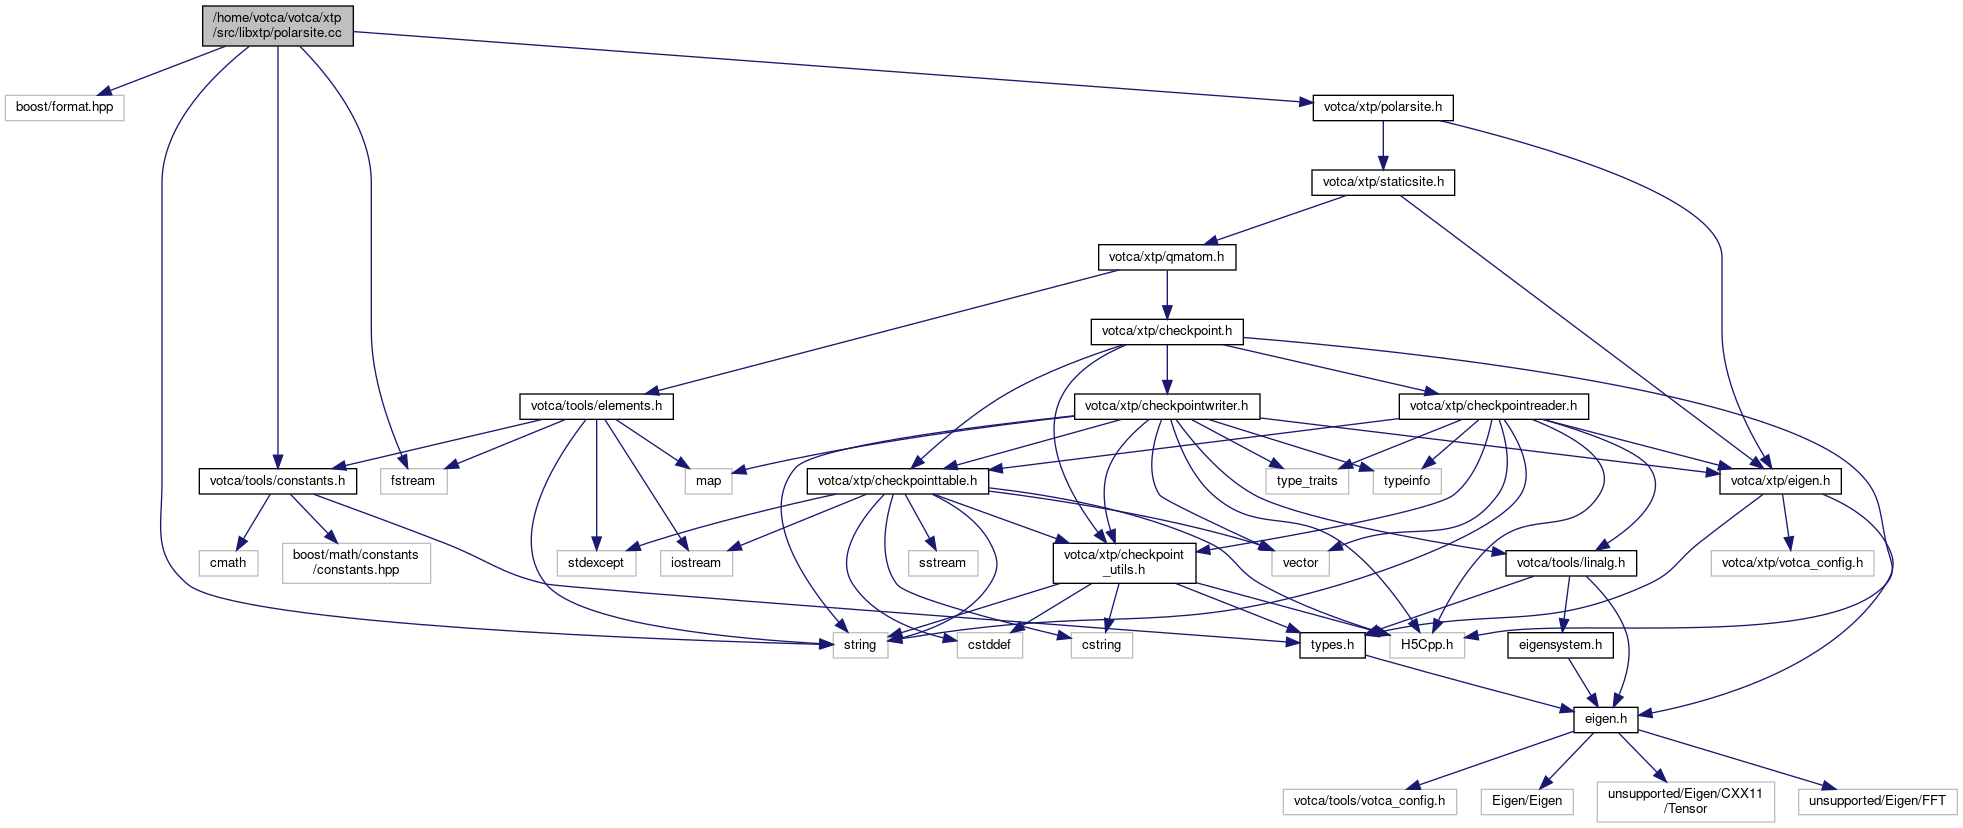 /home/votca/votca/xtp
/src/libxtp/polarsite.cc
boost/format.hpp
votca/xtp/polarsite.h
votca/xtp/staticsite.h
votca/xtp/qmatom.h
votca/xtp/checkpoint.h
votca/tools/elements.h
votca/xtp/checkpointwriter.h
votca/xtp/checkpointreader.h
votca/tools/constants.h
fstream
map
votca/xtp/checkpointtable.h
type_traits
typeinfo
votca/xtp/eigen.h
cmath
boost/math/constants
/constants.hpp
stdexcept
iostream
sstream
votca/xtp/checkpoint
_utils.h
vector
votca/tools/linalg.h
votca/xtp/votca_config.h
string
cstddef
cstring
types.h
H5Cpp.h
eigensystem.h
eigen.h
votca/tools/votca_config.h
Eigen/Eigen
unsupported/Eigen/CXX11
/Tensor
unsupported/Eigen/FFT